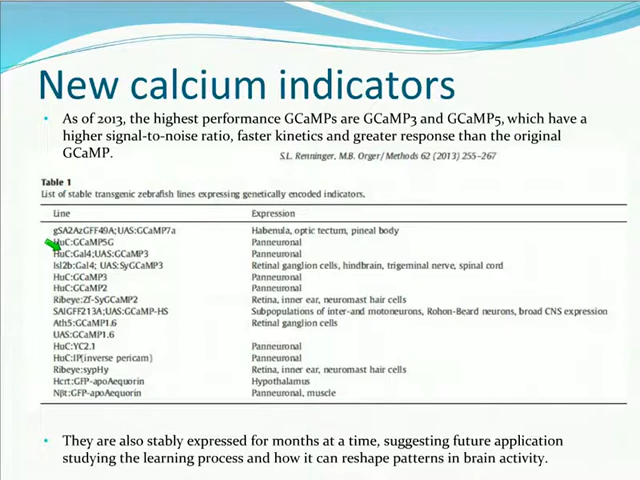 New calcium indicators
• As of 2013, the highest performance GCaMPs are GCaMP3 and GCaMP5, which have a
higher signal-to-noise ratio, faster kinetics and greater response than the original
GCaMP.
S.L. Renninger, M.B. Orger / Methods 62 (2013) 255–267
Table 1
List of stable transgenic zebrafish lines expressing genetically encoded indicators.
Line Expression
gSA2AzGFF49A;UAS:GCaMP7a Habenula, optic tectum, pineal body
HuC:GCaMP5G Panneuronal
HuC:Gal4;UAS:GCaMP3 Panneuronal
Isl2b:Gal4; UAS:SyGCaMP3 Retinal ganglion cells, hindbrain, trigeminal nerve, spinal cord
HuC:GCaMP3 Panneuronal
HuC:GCaMP2 Panneuronal
Ribeye:Zf-SyGCaMP2 Retina, inner ear, neuromast hair cells
SAIGFF213A;UAS:GCaMP-HS Subpopulations of inter-and motoneurons, Rohon-Beard neurons, broad CNS expression
Ath5:GCaMP1.6 Retinal ganglion cells
UAS:GCaMP1.6
HuC:YC2.1 Panneuronal
HuC:IP(inverse pericam) Panneuronal
Ribeye:sypHy Retina, inner ear, neuromast hair cells
Hcrt:GFP-apoAequorin Hypothalamus
Nβt:GFP-apoAequorin Panneuronal, muscle
• They are also stably expressed for months at a time, suggesting future application
studying the learning process and how it can reshape patterns in brain activity.